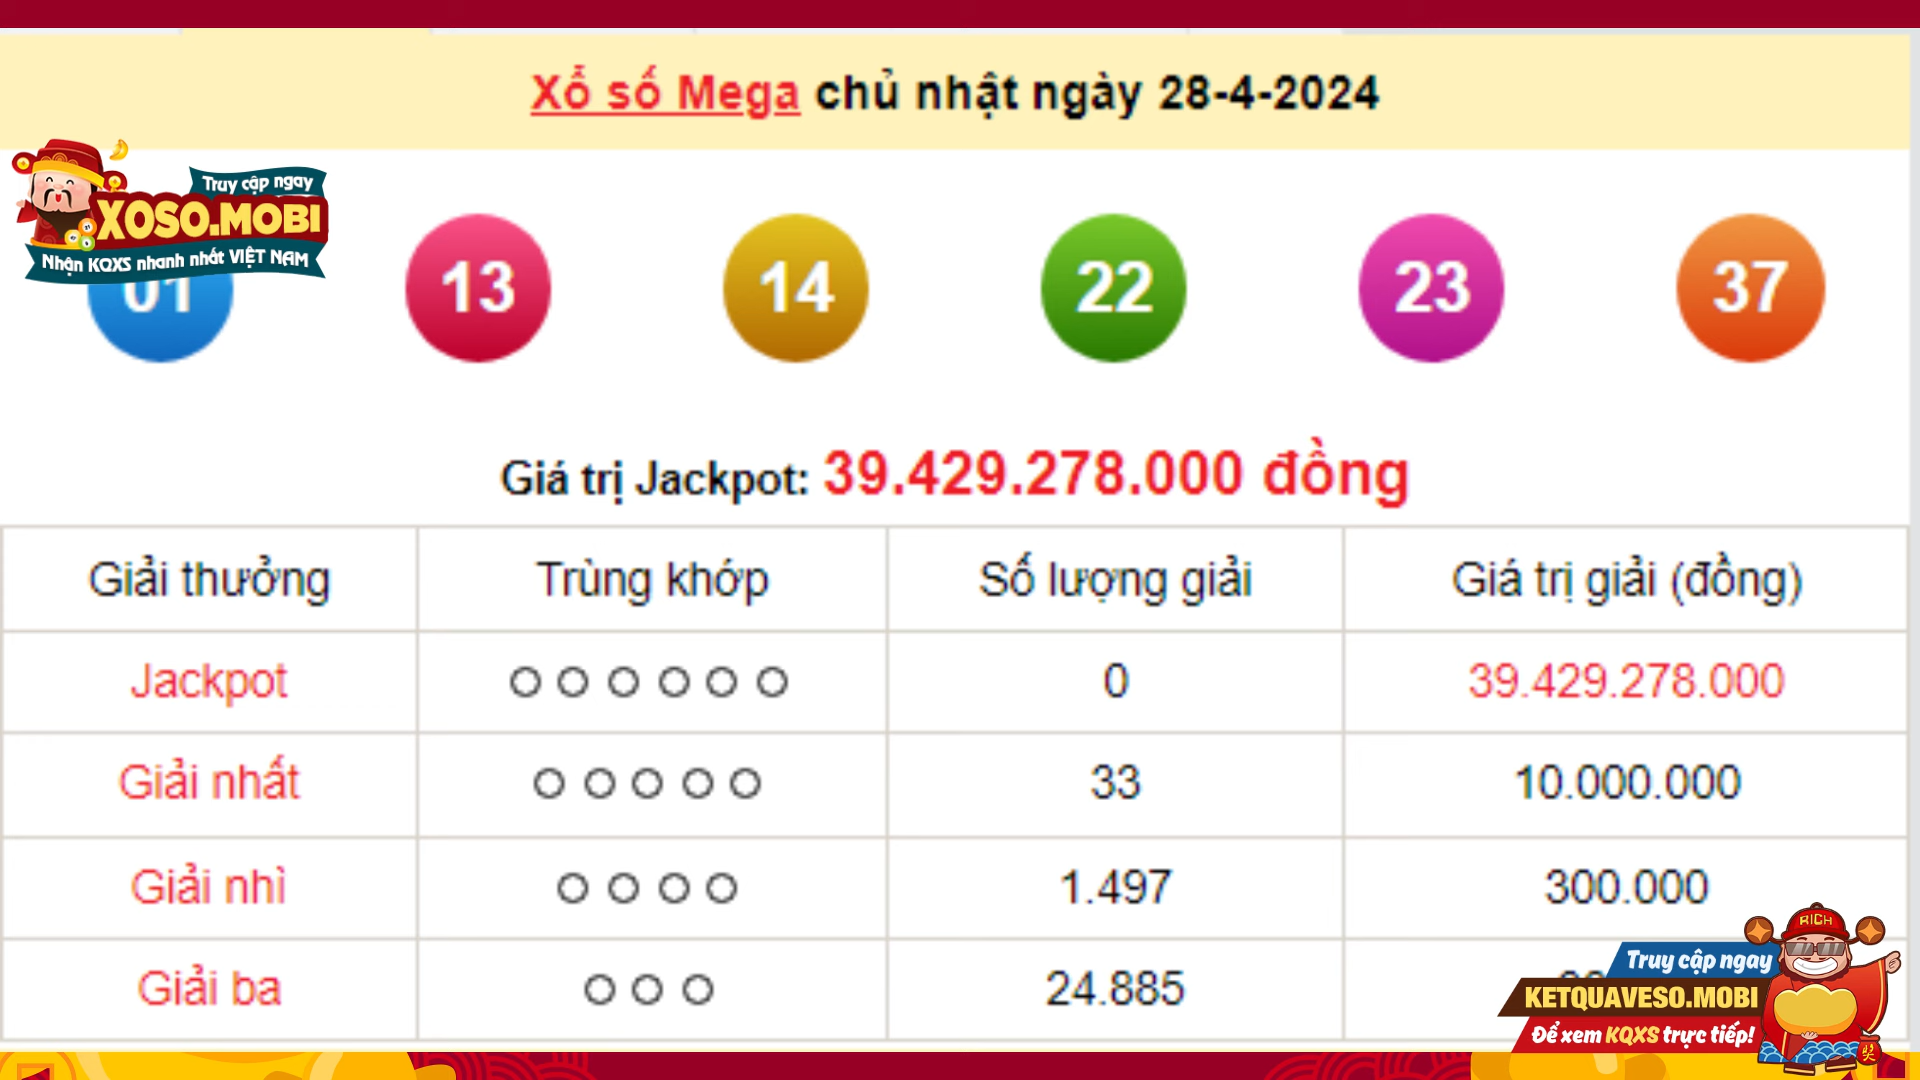 Xổ số Mega chủ nhật ngày 28-4-2024
Truy cập ngay
XOSO.MOBI
Nhận KQXS nhanh nhất VIỆT NAM
01 13 14 22 23 37
Giá trị Jackpot: 39.429.278.000 đồng
Giải thưởng Trùng khớp Số lượng giải Giá trị giải (đồng)
Jackpot 0 39.429.278.000
Giải nhất 33 10.000.000
Giải nhì 1.497 300.000
Giải ba 24.885
RICH
Truy cập ngay
KETQUAVESO.MOBI
Để xem KQXS trực tiếp!